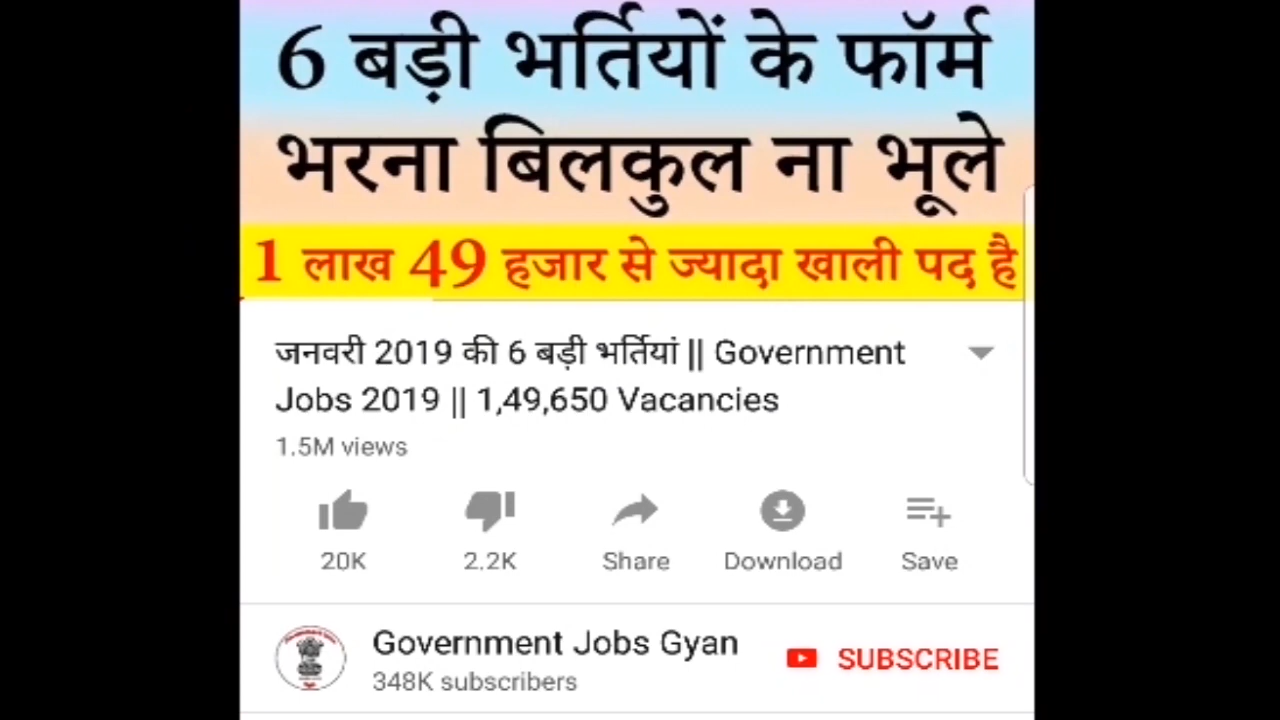 6 बड़ी भर्तियों के फॉर्म
भरना बिलकुल ना भूले
1 लाख 49 हजार से ज्यादा खाली पद है
जनवरी 2019 की 6 बड़ी भर्तियां || Government
Jobs 2019 || 1,49,650 Vacancies
1.5M views
20K 2.2K Share Download Save
Government Jobs Gyan
SUBSCRIBE
348K subscribers